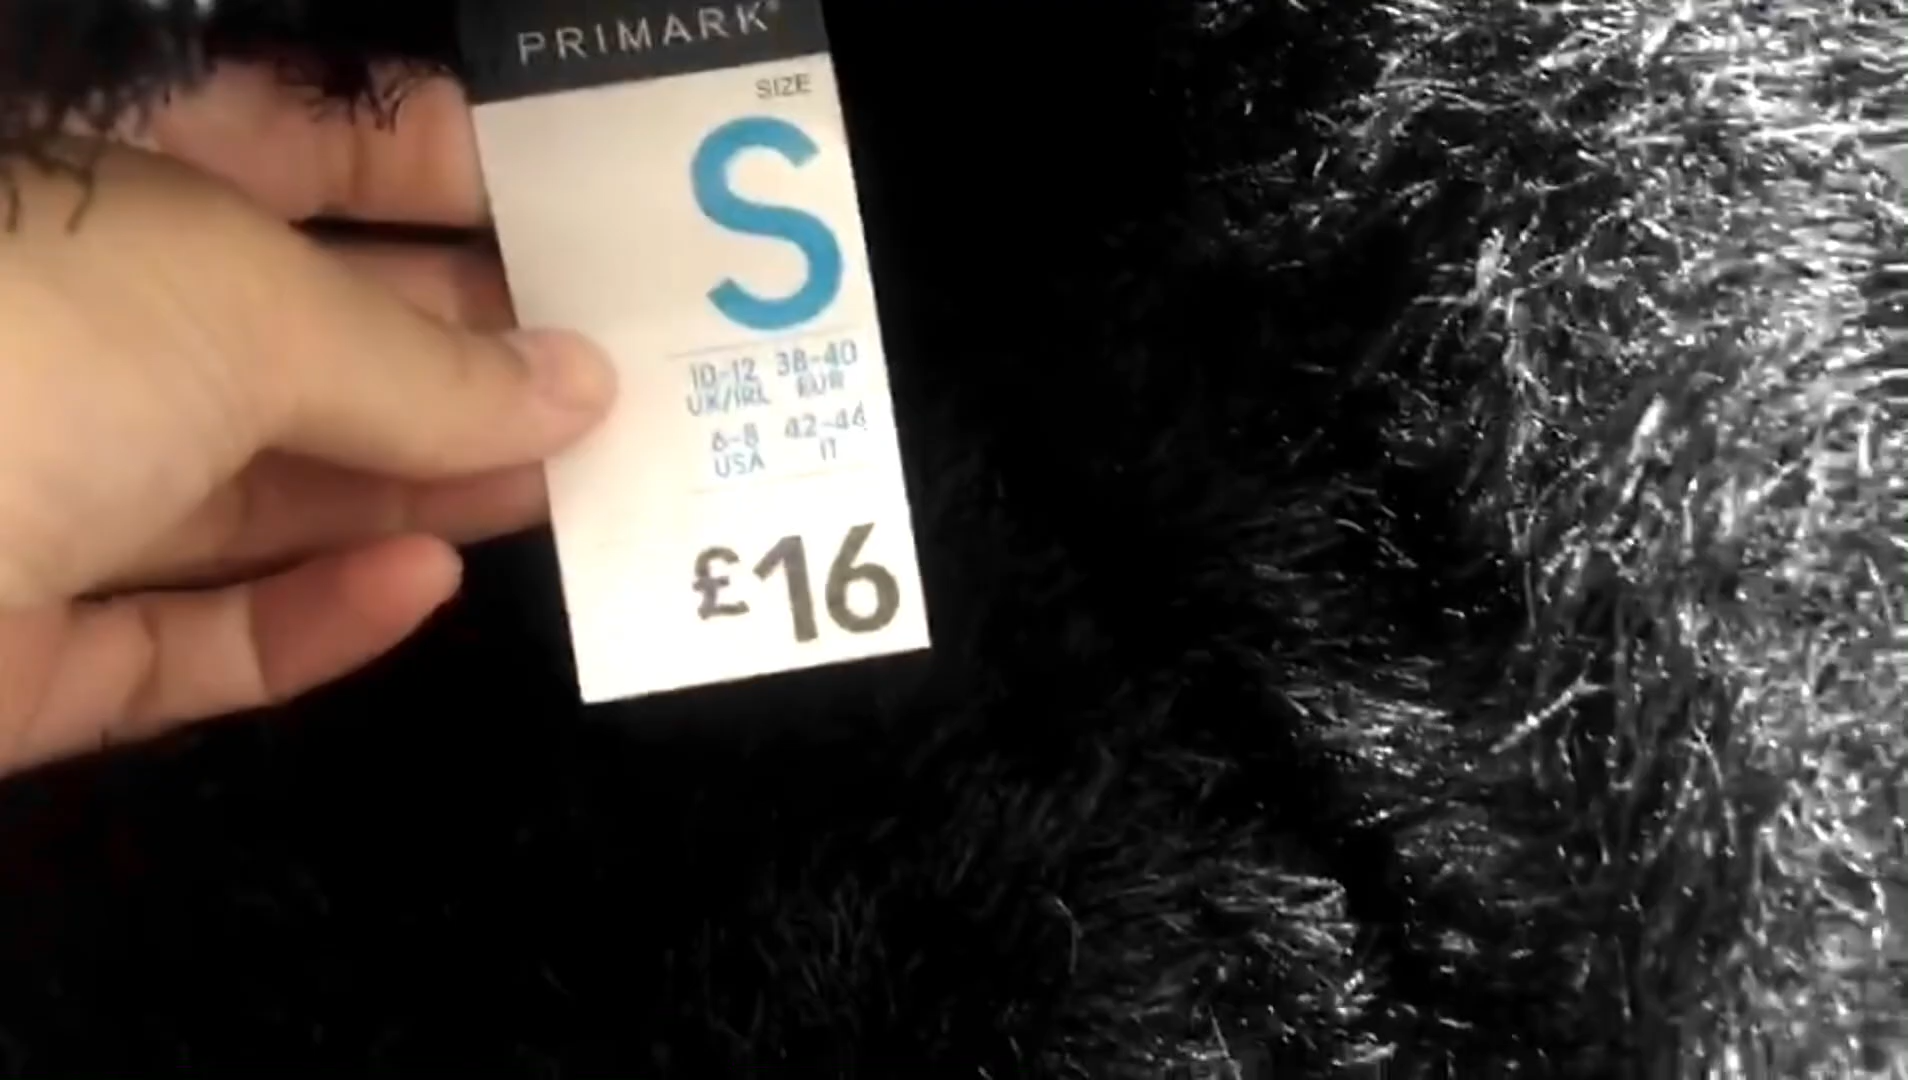 PRIMARK®
SIZE
S
10-12 38-40
UK/IRL EUR
6-8 42-44
USA IT
£16